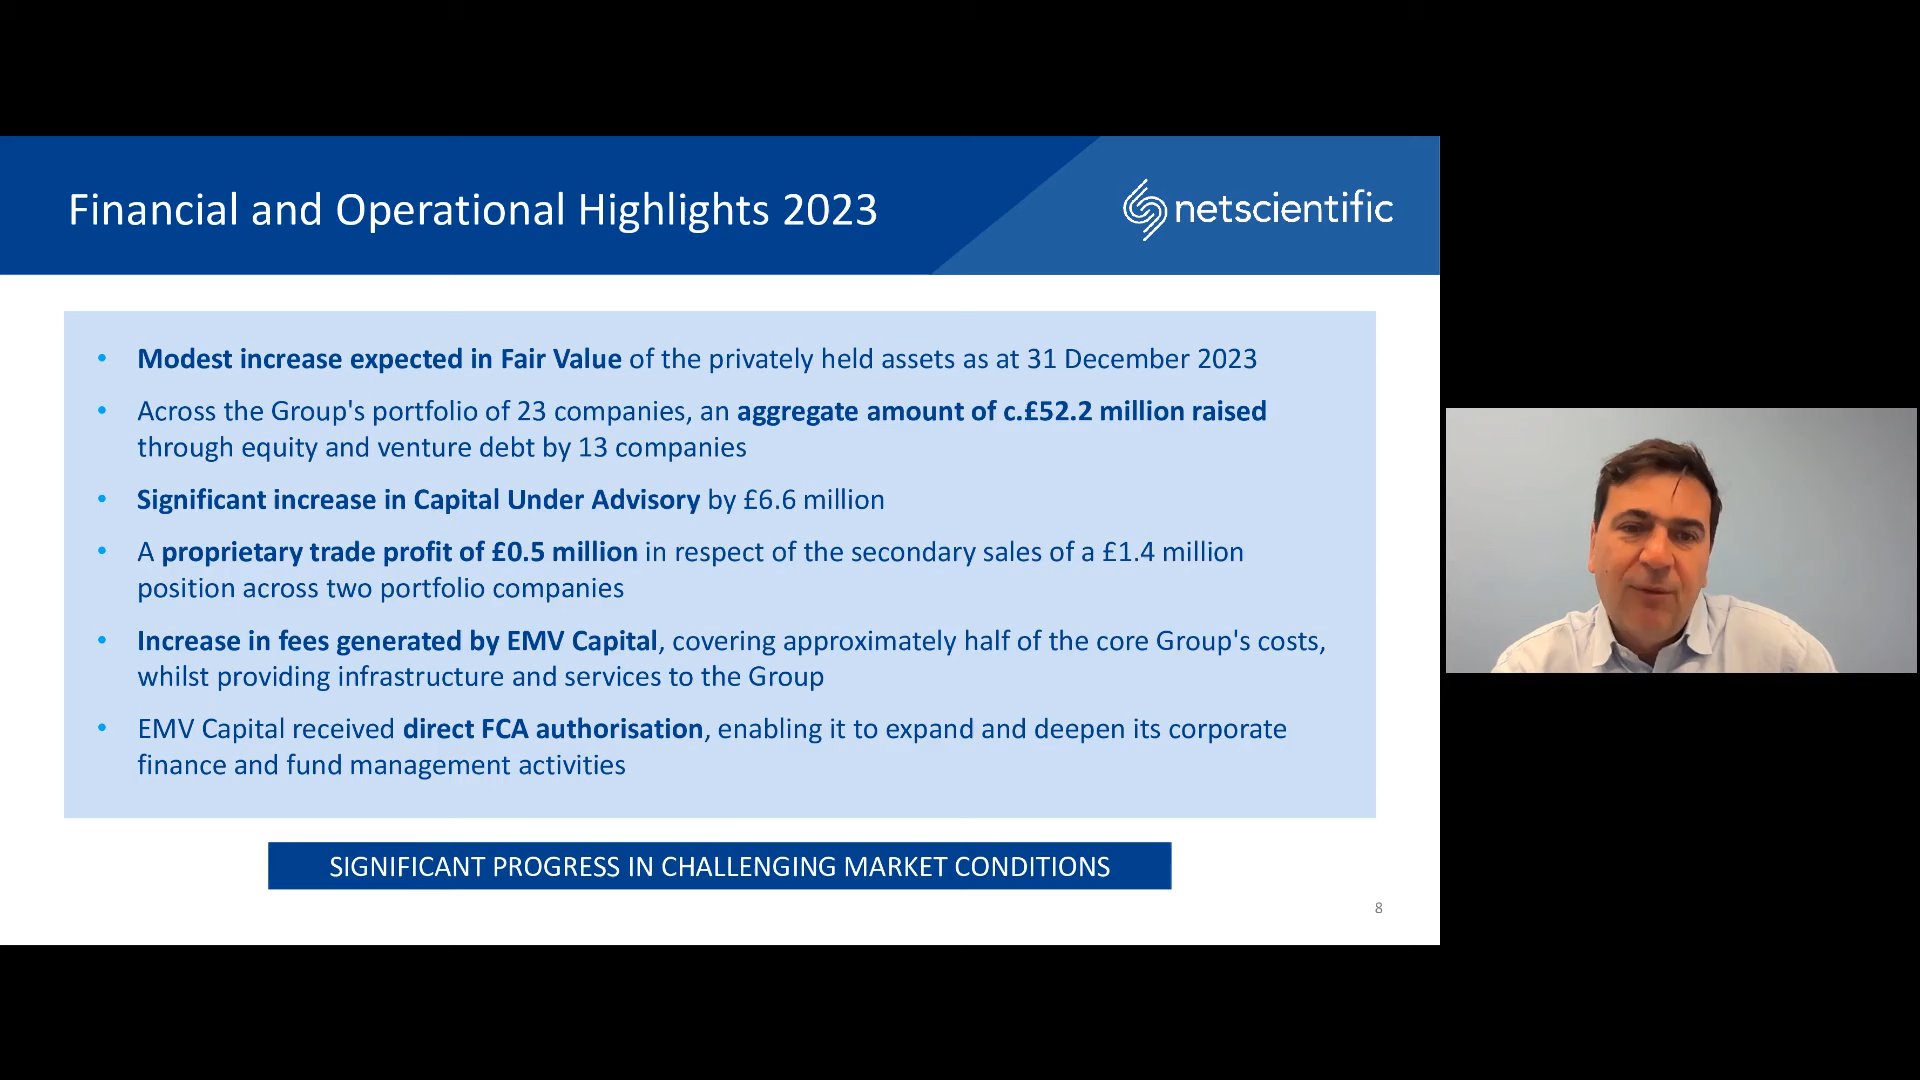 Financial and Operational Highlights 2023
netscientific
• Modest increase expected in Fair Value of the privately held assets as at 31 December 2023
• Across the Group's portfolio of 23 companies, an aggregate amount of c.£52.2 million raised
through equity and venture debt by 13 companies
• Significant increase in Capital Under Advisory by £6.6 million
• A proprietary trade profit of £0.5 million in respect of the secondary sales of a £1.4 million
position across two portfolio companies
• Increase in fees generated by EMV Capital, covering approximately half of the core Group's costs,
whilst providing infrastructure and services to the Group
• EMV Capital received direct FCA authorisation, enabling it to expand and deepen its corporate
finance and fund management activities
SIGNIFICANT PROGRESS IN CHALLENGING MARKET CONDITIONS
8